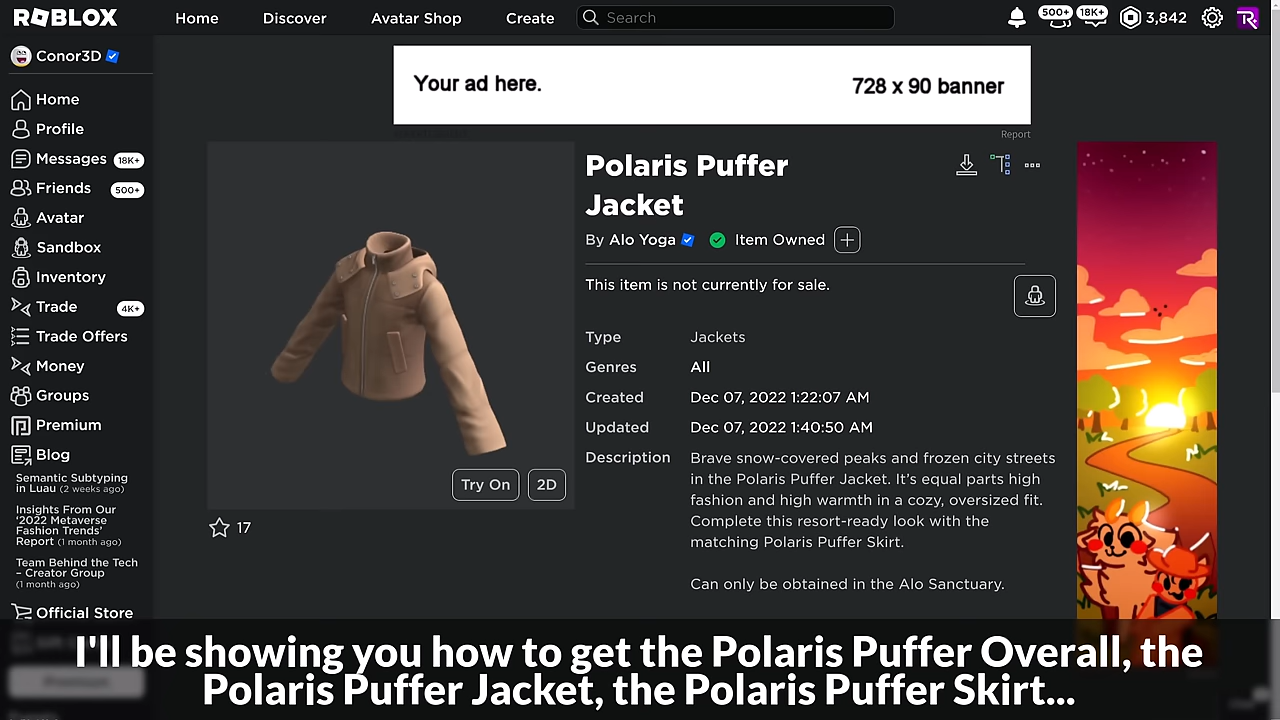 ROBLOX
Home
Discover
Avatar Shop
Create
Search
500+
18K+
3,842
Conor3D
Home
Profile
Messages 18K+
Friends 500+
Avatar
Sandbox
Inventory
Trade 4K+
Trade Offers
Money
Groups
Premium
Blog
Semantic Subtyping
in Luau (2 weeks ago)
Insights From Our
‘2022 Metaverse
Fashion Trends’
Report (1 month ago)
Team Behind the Tech
– Creator Group
(1 month ago)
Official Store
Your ad here.
728 x 90 banner
Report
Try On
2D
17
Polaris Puffer
Jacket
By Alo Yoga
Item Owned
This item is not currently for sale.
Type Jackets
Genres All
Created Dec 07, 2022 1:22:07 AM
Updated Dec 07, 2022 1:40:50 AM
Description Brave snow-covered peaks and frozen city streets
in the Polaris Puffer Jacket. It’s equal parts high
fashion and high warmth in a cozy, oversized fit.
Complete this resort-ready look with the
matching Polaris Puffer Skirt.
Can only be obtained in the Alo Sanctuary.
I'll be showing you how to get the Polaris Puffer Overall, the
Polaris Puffer Jacket, the Polaris Puffer Skirt...